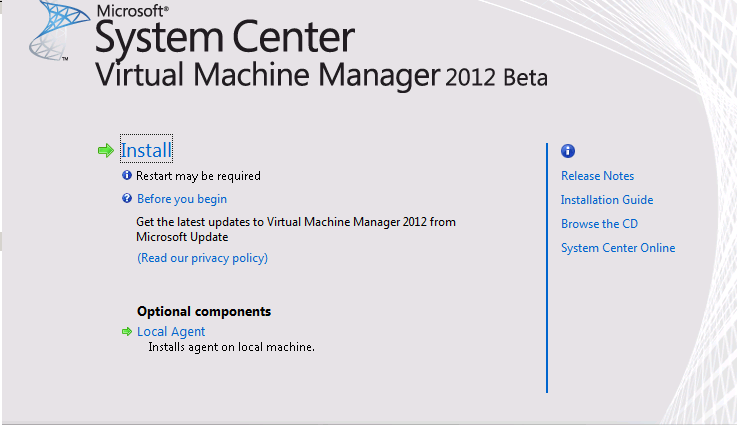 Microsoft®
System Center
Virtual Machine Manager 2012 Beta
Install
Restart may be required
Before you begin
Get the latest updates to Virtual Machine Manager 2012 from
Microsoft Update
(Read our privacy policy)
Optional components
Local Agent
Installs agent on local machine.
Release Notes
Installation Guide
Browse the CD
System Center Online